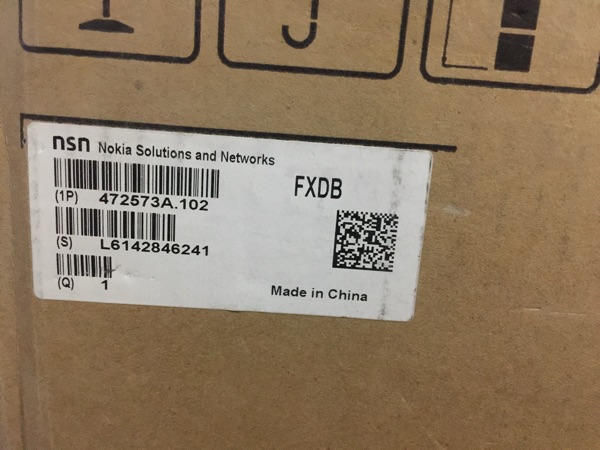 nsn Nokia Solutions and Networks
FXDB
(1P) 472573A.102
(S) L6142846241
(Q) 1
Made in China